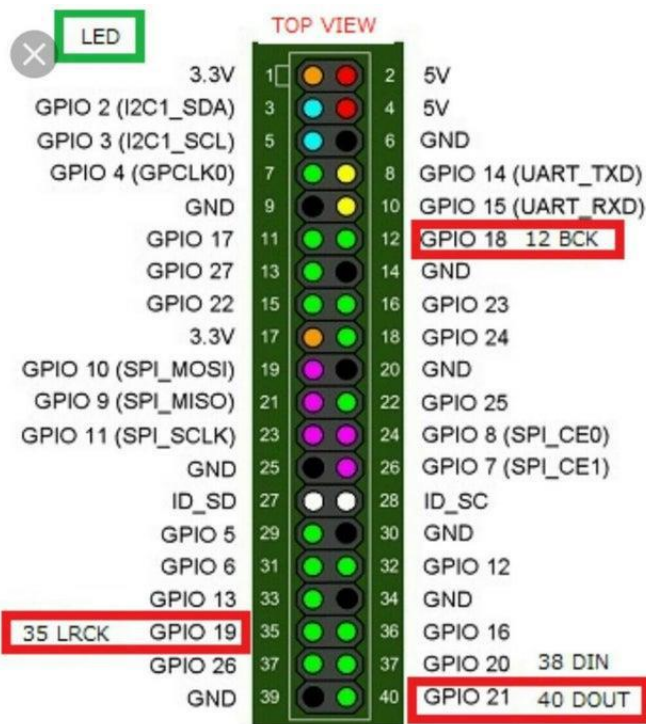 LED
TOP VIEW
3.3V 1 2 5V
GPIO 2 (I2C1_SDA) 3 4 5V
GPIO 3 (I2C1_SCL) 5 6 GND
GPIO 4 (GPCLK0) 7 8 GPIO 14 (UART_TXD)
GND 9 10 GPIO 15 (UART_RXD)
GPIO 17 11 12 GPIO 18 12 BCK
GPIO 27 13 14 GND
GPIO 22 15 16 GPIO 23
3.3V 17 18 GPIO 24
GPIO 10 (SPI_MOSI) 19 20 GND
GPIO 9 (SPI_MISO) 21 22 GPIO 25
GPIO 11 (SPI_SCLK) 23 24 GPIO 8 (SPI_CE0)
GND 25 26 GPIO 7 (SPI_CE1)
ID_SD 27 28 ID_SC
GPIO 5 29 30 GND
GPIO 6 31 32 GPIO 12
GPIO 13 33 34 GND
35 LRCK GPIO 19 35 36 GPIO 16
GPIO 26 37 37 GPIO 20 38 DIN
GND 39 40 GPIO 21 40 DOUT